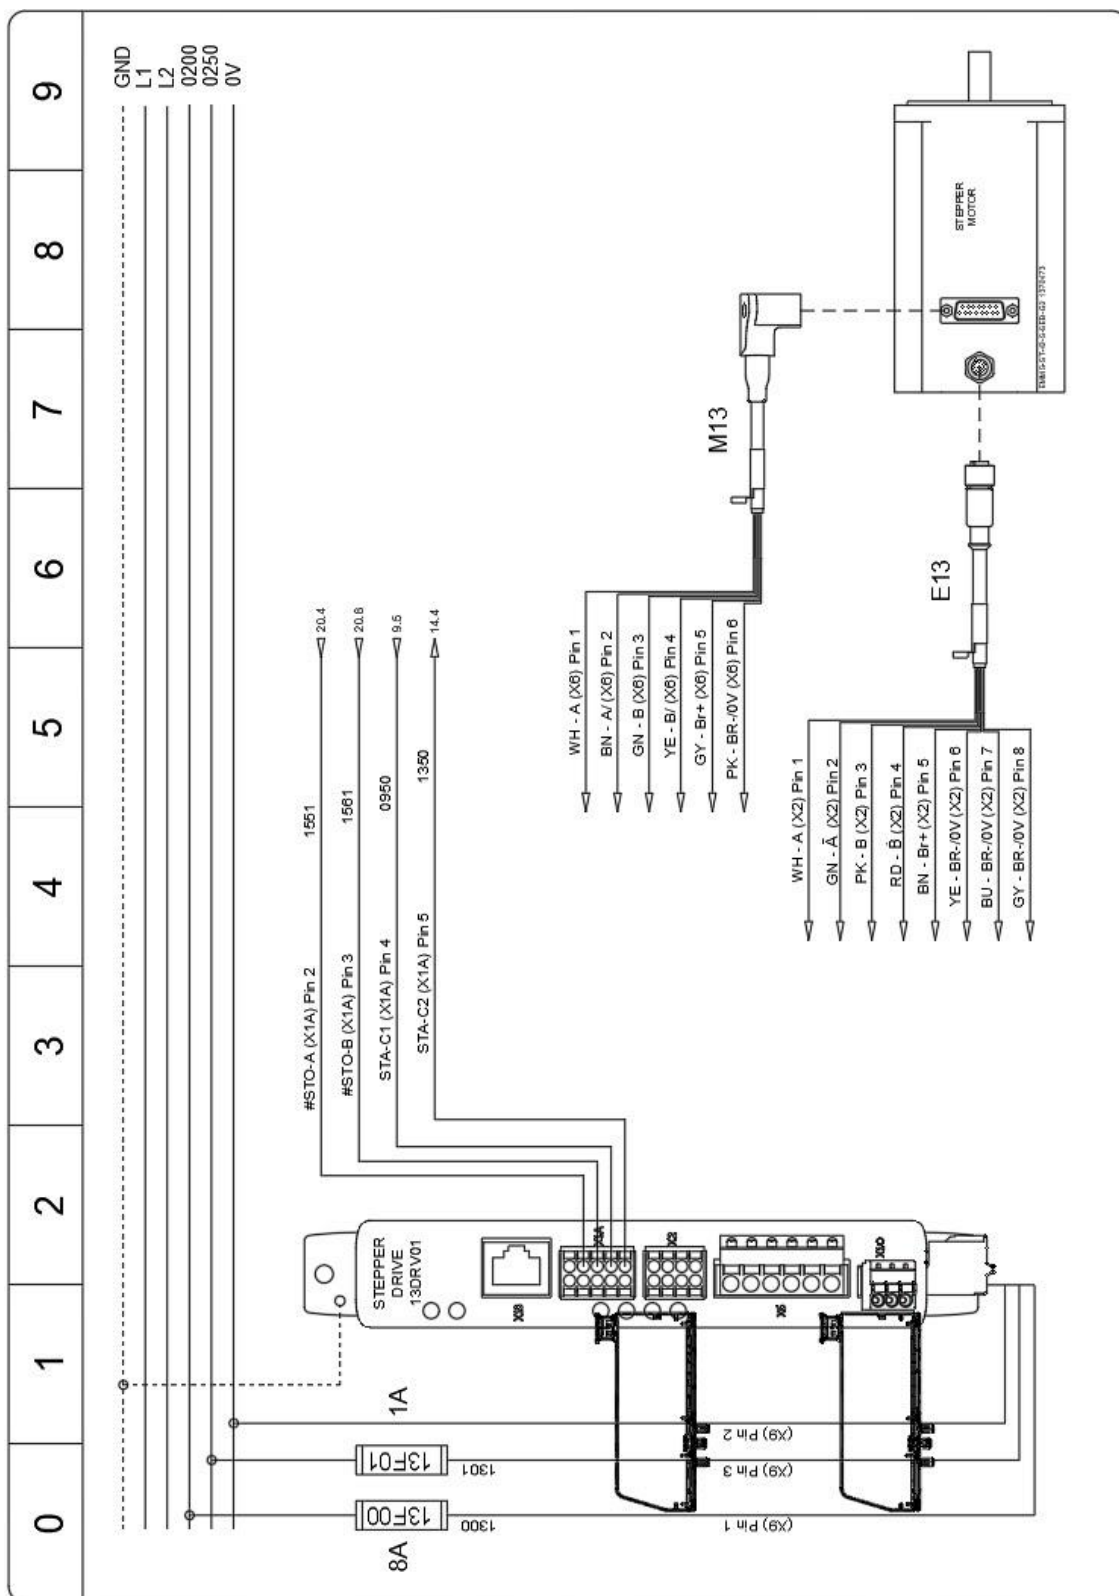 0
1
2
3
4
5
6
7
8
9
GND
L1
L2
0200
0250
0V
8A
13F00
1300
(X9) Pin 1
13F01
1301
(X9) Pin 3
1A
(X9) Pin 2
STEPPER
DRIVE
13DRV01
X18
X1A
X2
X6
X10
#STO-A (X1A) Pin 2
1551
20.4
#STO-B (X1A) Pin 3
1561
20.6
STA-C1 (X1A) Pin 4
0950
9.6
STA-C2 (X1A) Pin 5
1350
14.4
WH - A (X6) Pin 1
BN - A/ (X6) Pin 2
GN - B (X6) Pin 3
YE - B/ (X6) Pin 4
GY - Br+ (X6) Pin 5
PK - BR-/0V (X6) Pin 6
M13
WH - A (X2) Pin 1
GN - Ā (X2) Pin 2
PK - B (X2) Pin 3
RD - B̄ (X2) Pin 4
BN - Br+ (X2) Pin 5
YE - BR-/0V (X2) Pin 6
BU - BR-/0V (X2) Pin 7
GY - BR-/0V (X2) Pin 8
E13
STEPPER
MOTOR